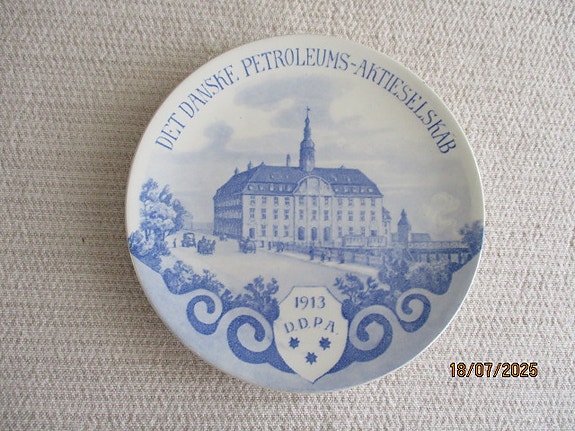 DET DANSKE PETROLEUMS-AKTIESELSKAB
1913
D.D.P.A.
18/07/2025